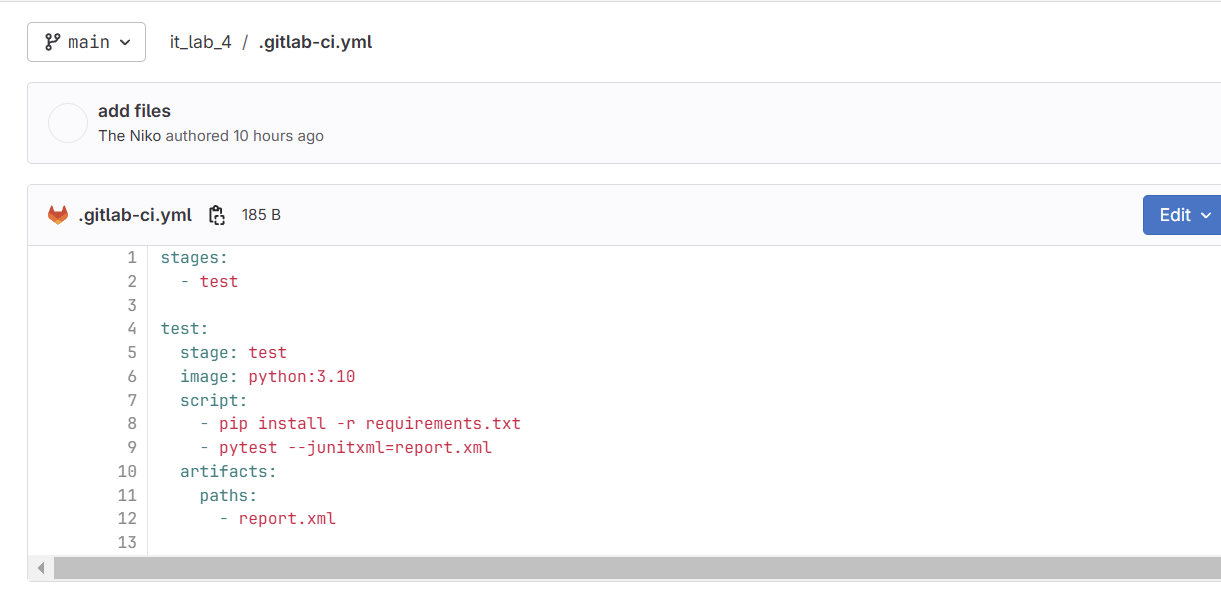 main it_lab_4 / .gitlab-ci.yml
add files
The Niko authored 10 hours ago
.gitlab-ci.yml 185 B Edit
1 stages:
2   - test
3
4 test:
5   stage: test
6   image: python:3.10
7   script:
8     - pip install -r requirements.txt
9     - pytest --junitxml=report.xml
10   artifacts:
11     paths:
12       - report.xml
13